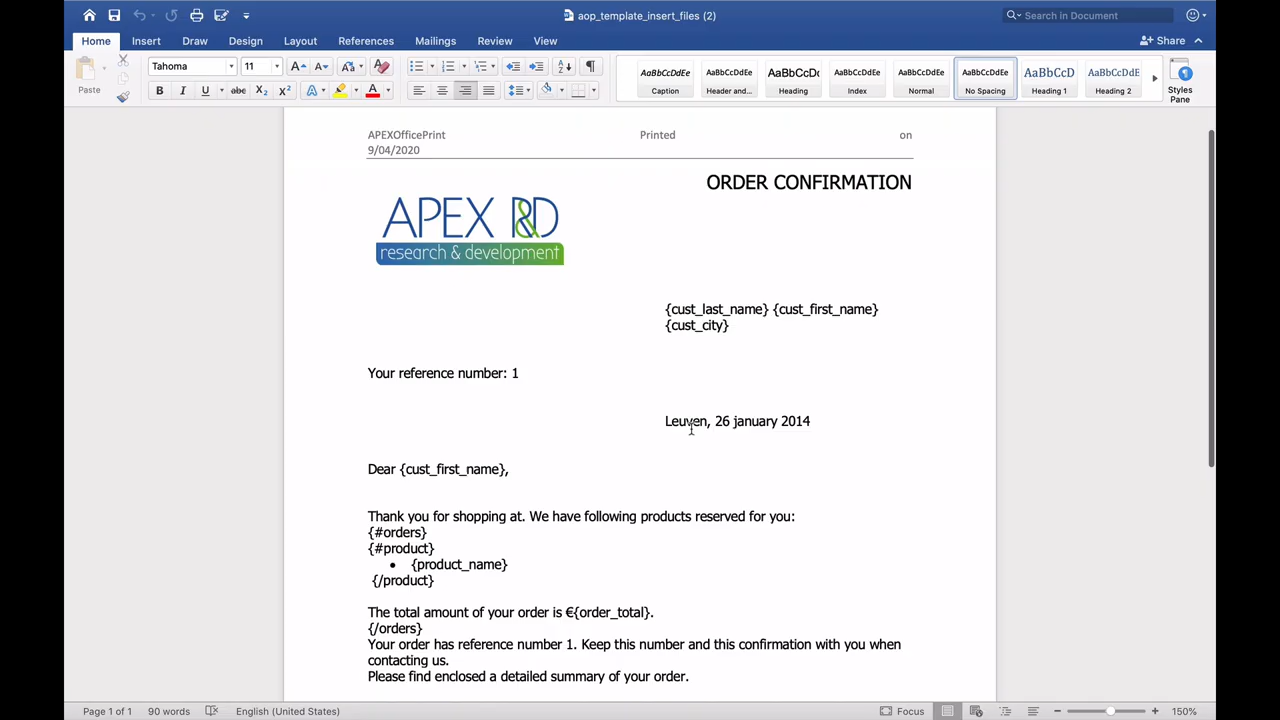 aop_template_insert_files (2)
Search in Document
Home Insert Draw Design Layout References Mailings Review View Share
Paste Tahoma 11 AaBbCcDdEe AaBbCcDdEe AaBbCcDc AaBbCcDdEe AaBbCcDdEe AaBbCcDdEe AaBbCcD AaBbCcDdE
B I U abc X₂ X² A A Caption Header and... Heading Index Normal No Spacing Heading 1 Heading 2 Styles Pane
APEXOfficePrint Printed on
9/04/2020
ORDER CONFIRMATION
APEX R&D
research & development
{cust_last_name} {cust_first_name}
{cust_city}
Your reference number: 1
Leuven, 26 january 2014
Dear {cust_first_name},
Thank you for shopping at. We have following products reserved for you:
{#orders}
{#product}
• {product_name}
{/product}
The total amount of your order is €{order_total}.
{/orders}
Your order has reference number 1. Keep this number and this confirmation with you when
contacting us.
Please find enclosed a detailed summary of your order.
Page 1 of 1 90 words English (United States) Focus 150%